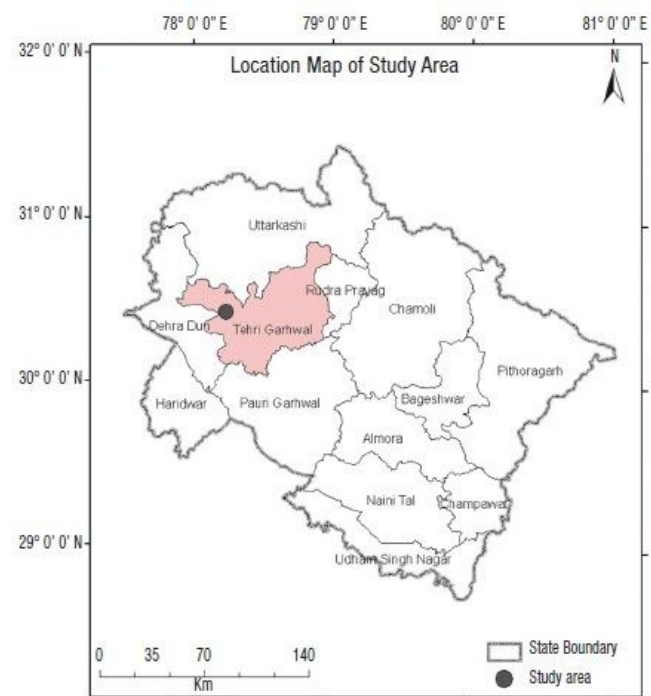 78° 0' 0" E 79° 0' 0" E 80° 0' 0" E 81° 0' 0" E
32° 0' 0' N
Location Map of Study Area
N
31° 0' 0' N
Uttarkashi
Rudra Prayag
Chamoli
Dehra Dun
Tehri Garhwal
30° 0' 0' N
Pithoragarh
Haridwar
Pauri Garhwal
Bageshwar
Almora
Naini Tal
Champawat
29° 0' 0' N
Udham Singh Nagar
State Boundary
0 35 70 140
Km
Study area